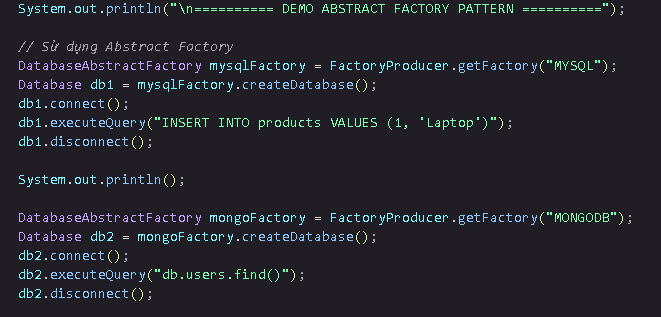 System.out.println("\n========== DEMO ABSTRACT FACTORY PATTERN ==========");
// Sử dụng Abstract Factory
DatabaseAbstractFactory mysqlFactory = FactoryProducer.getFactory("MYSQL");
Database db1 = mysqlFactory.createDatabase();
db1.connect();
db1.executeQuery("INSERT INTO products VALUES (1, 'Laptop')");
db1.disconnect();
System.out.println();
DatabaseAbstractFactory mongoFactory = FactoryProducer.getFactory("MONGODB");
Database db2 = mongoFactory.createDatabase();
db2.connect();
db2.executeQuery("db.users.find()");
db2.disconnect();